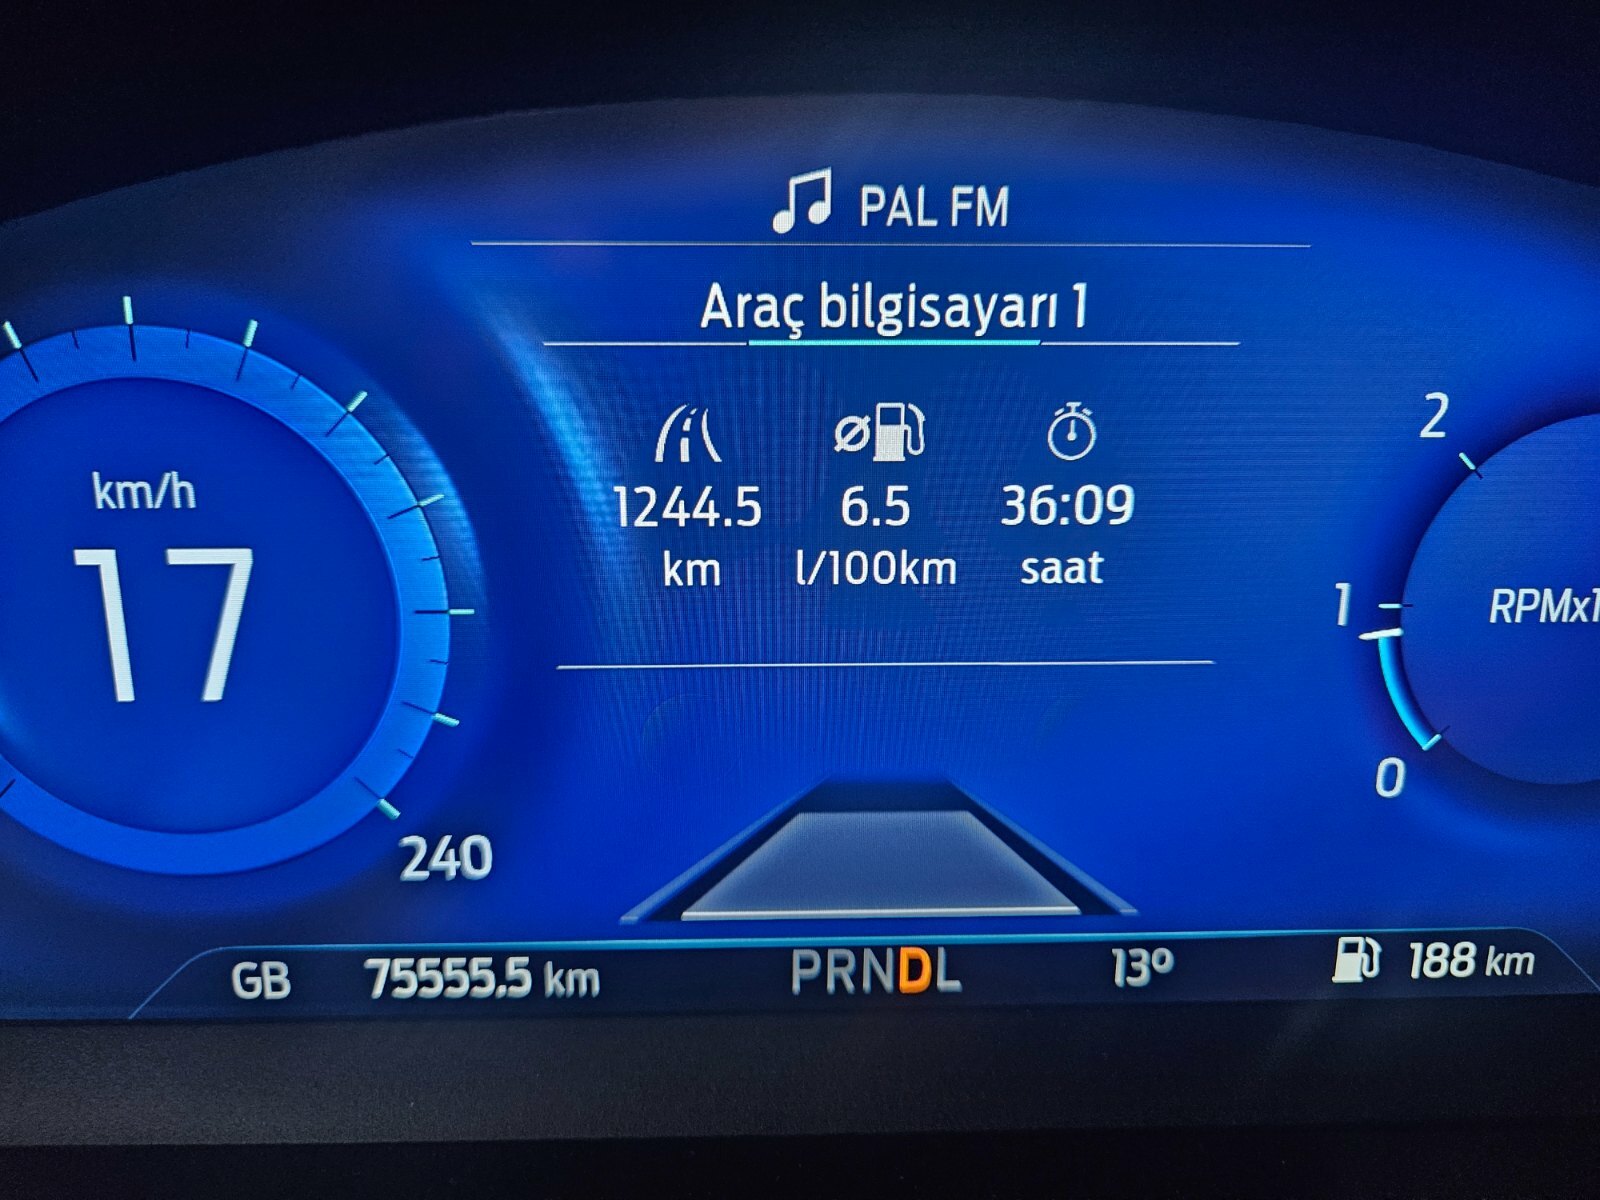 PAL FM
Araç bilgisayarı 1
1244.5 6.5 36:09
km l/100km saat
km/h
17
240
2
1
0
RPMx1
GB 75555.5 km PRNDL 13° 188 km